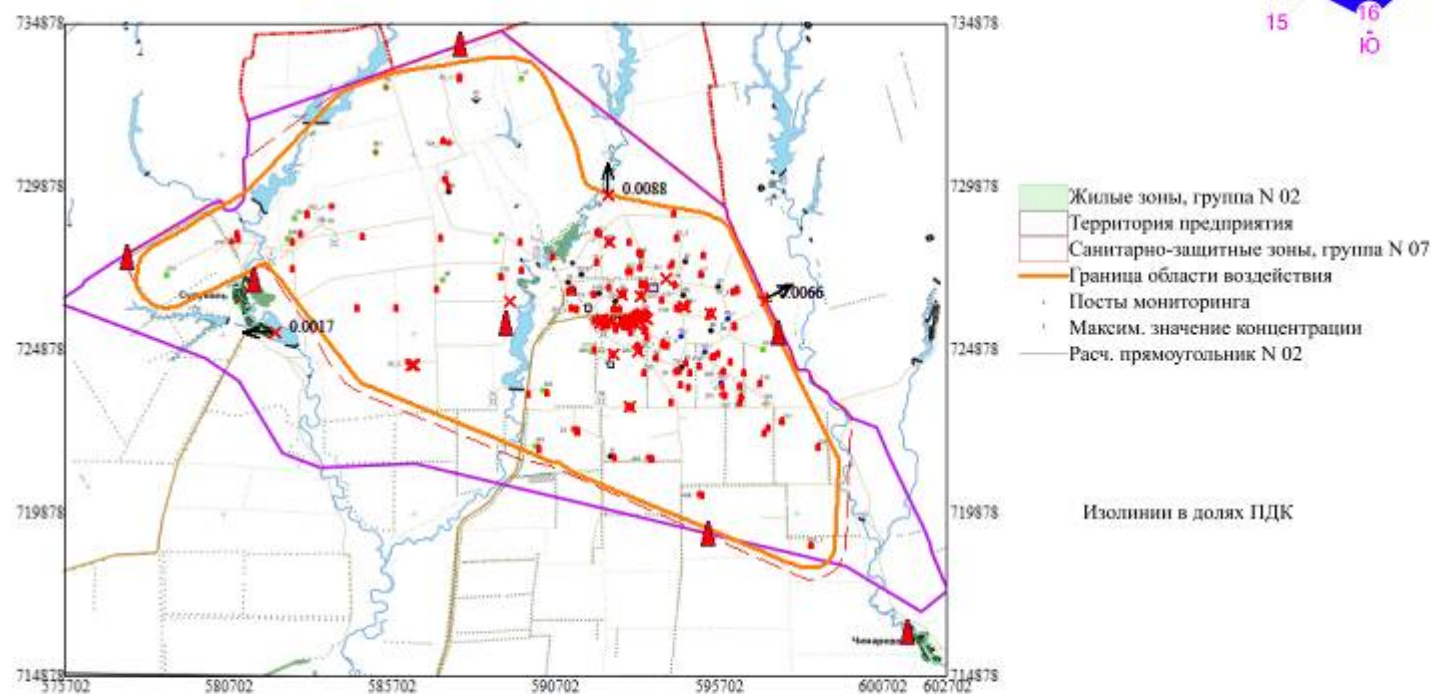 734878
734878
15
16
Ю
729878
729878
0.0088
Жилые зоны, группа N 02
Территория предприятия
Санитарно-защитные зоны, группа N 07
Граница области воздействия
Посты мониторинга
Максим. значение концентрации
Расч. прямоугольник N 02
0.0066
0.0017
724878
724878
719878
719878
Изолинии в долях ПДК
714878
714878
575702
580702
585702
590702
595702
600702
602702